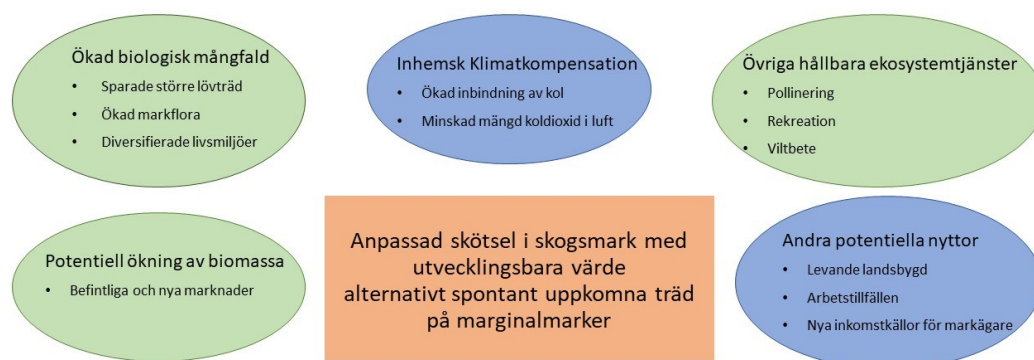 Ökad biologisk mångfald
Sparade större lövträd
Ökad markflora
Diversifierade livsmiljöer
Inhemsk Klimatkompensation
Ökad inbindning av kol
Minskad mängd koldioxid i luft
Övriga hållbara ekosystemtjänster
Pollinering
Rekreation
Viltbete
Potentiell ökning av biomassa
Befintliga och nya marknader
Anpassad skötsel i skogsmark med
utvecklingsbara värde
alternativt spontant uppkomna träd
på marginalmarker
Andra potentiella nyttor
Levande landsbygd
Arbetstillfällen
Nya inkomstkällor för markägare